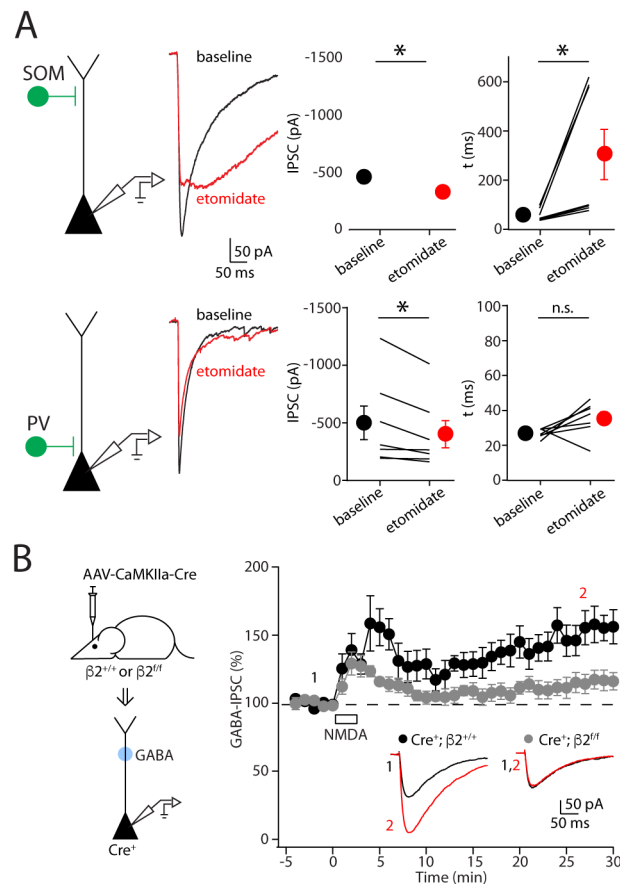 A
SOM
baseline
etomidate
50 pA
50 ms
IPSC (pA)
-1500
-1000
-500
0
*
baseline
etomidate
t (ms)
600
400
200
0
*
baseline
etomidate
PV
baseline
etomidate
IPSC (pA)
-1500
-1000
-500
0
*
baseline
etomidate
t (ms)
100
80
60
40
20
0
n.s.
baseline
etomidate
B
AAV-CaMKIIa-Cre
β2+/+ or β2f/f
GABA
Cre+
GABA-IPSC (%)
200
150
100
50
0
1
2
NMDA
Cre+; β2+/+
Cre+; β2f/f
1
2
1,2
50 pA
50 ms
-5 0 5 10 15 20 25 30
Time (min)